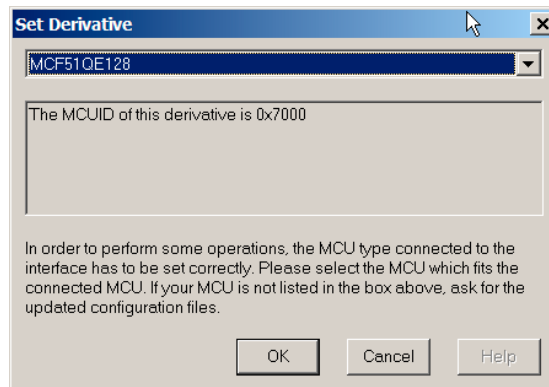 Set Derivative
MCF51QE128
The MCUID of this derivative is 0x7000
In order to perform some operations, the MCU type connected to the
interface has to be set correctly. Please select the MCU which fits the
connected MCU. If your MCU is not listed in the box above, ask for the
updated configuration files.
OK Cancel Help